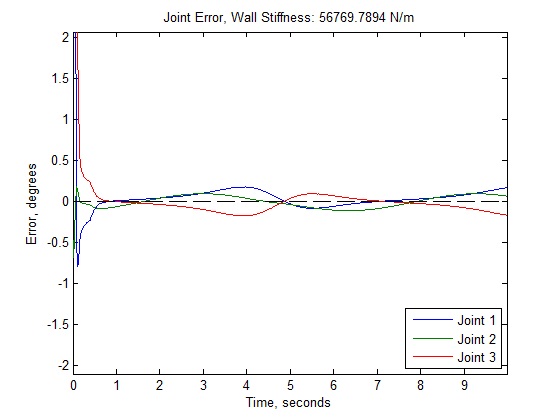 Joint Error, Wall Stiffness: 56769.7894 N/m
2
1.5
1
0.5
0
-0.5
-1
-1.5
-2
Error, degrees
0 1 2 3 4 5 6 7 8 9
Time, seconds
Joint 1
Joint 2
Joint 3